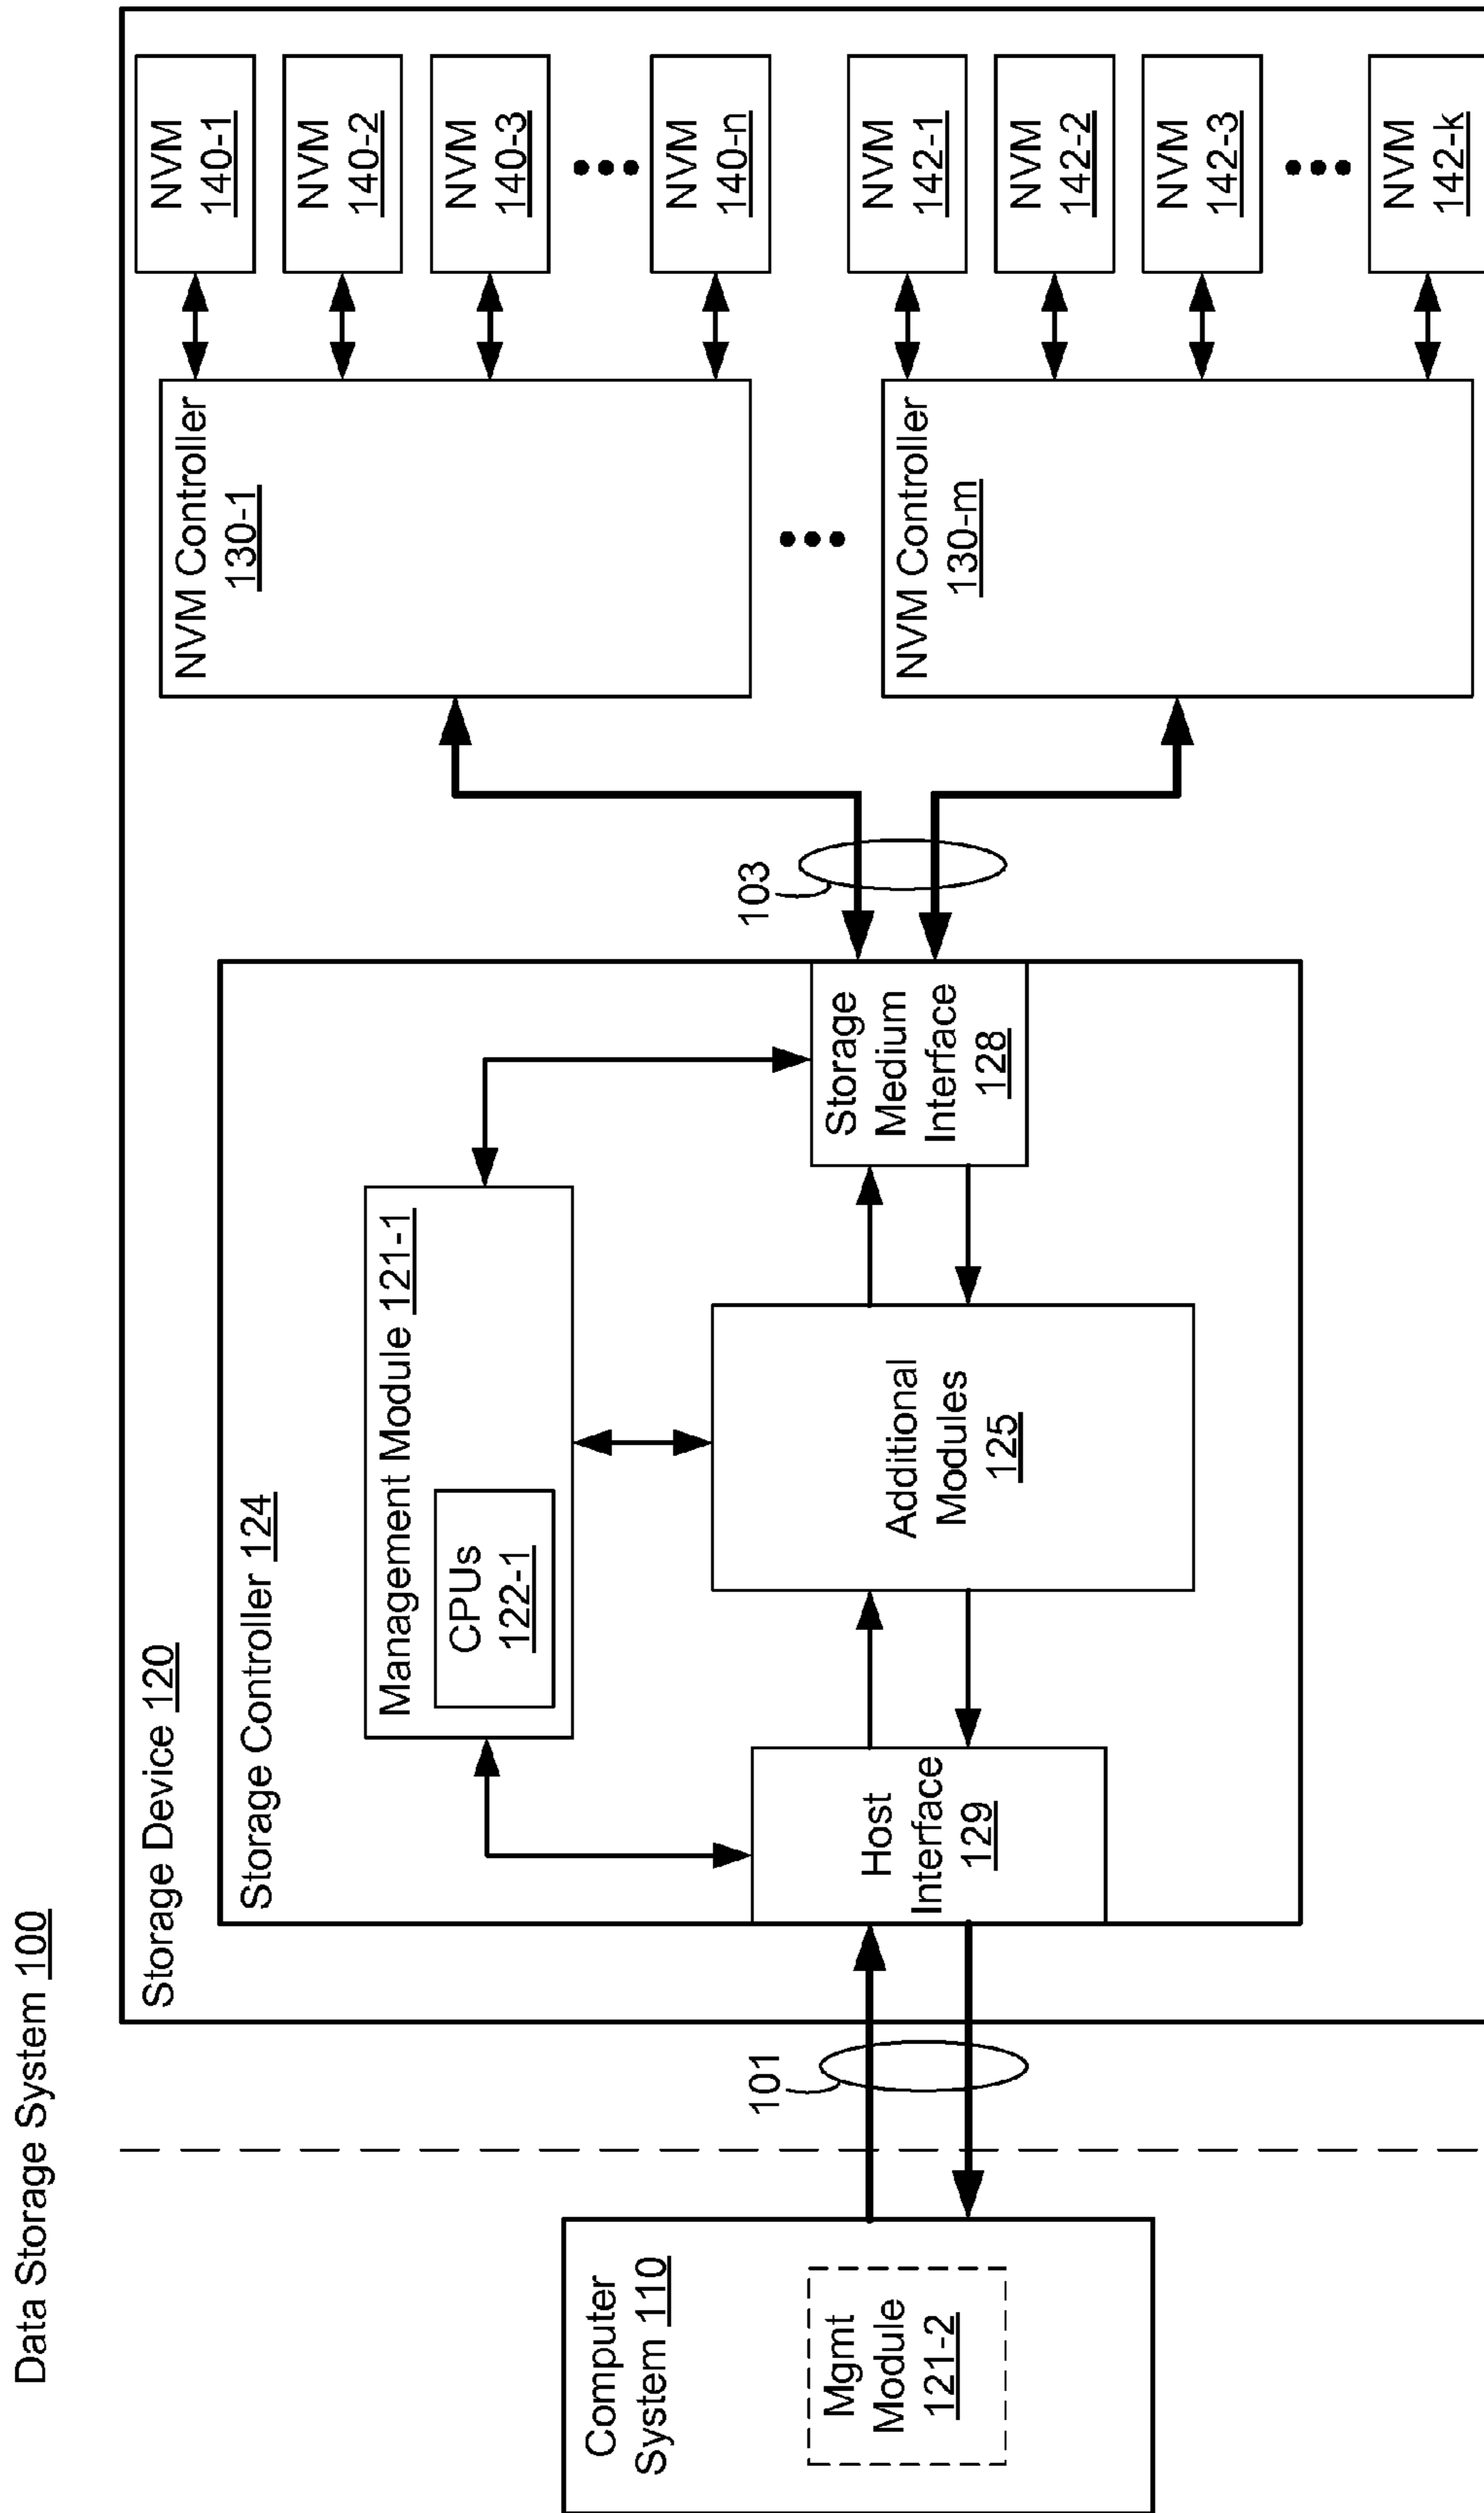 Data Storage System 100
Computer
System 110
Mgmt
Module
121-2
101
Storage Device 120
Storage Controller 124
Management Module 121-1
CPUs
122-1
Host
Interface
129
Additional
Modules
125
Storage
Medium
Interface
128
103
NVM Controller
130-1
NVM Controller
130-m
NVM
140-1
NVM
140-2
NVM
140-3
NVM
140-n
NVM
142-1
NVM
142-2
NVM
142-3
NVM
142-k